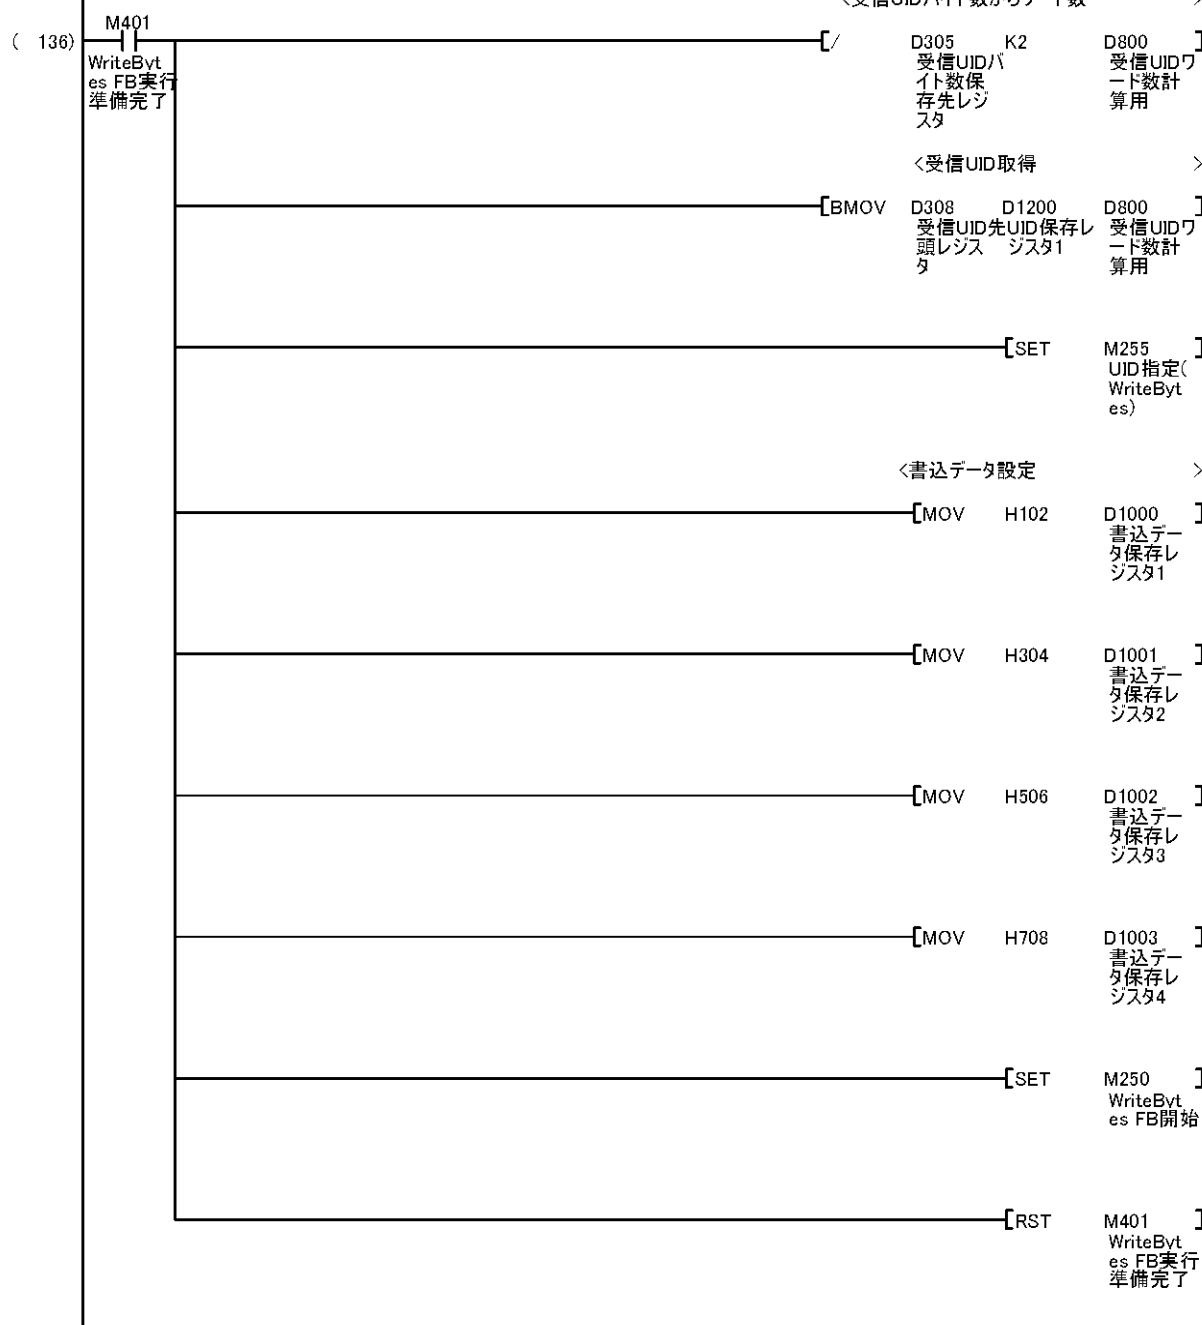 <受信UIDバイト数からワード数 >
M401
( 136)
WriteByt
es FB実行
準備完了
/ D305 K2 D800
受信UIDバ
イト数保
存先レジ
スタ
受信UIDワ
ード数計
算用
<受信UID取得 >
BMOV D308 D1200 D800
受信UID先
頭レジス
タ
UID保存レ
ジスタ1
受信UIDワ
ード数計
算用
SET M255
UID指定(
WriteByt
es)
<書込データ設定 >
MOV H102 D1000
書込デー
タ保存レ
ジスタ1
MOV H304 D1001
書込デー
タ保存レ
ジスタ2
MOV H506 D1002
書込デー
タ保存レ
ジスタ3
MOV H708 D1003
書込デー
タ保存レ
ジスタ4
SET M250
WriteByt
es FB開始
RST M401
WriteByt
es FB実行
準備完了